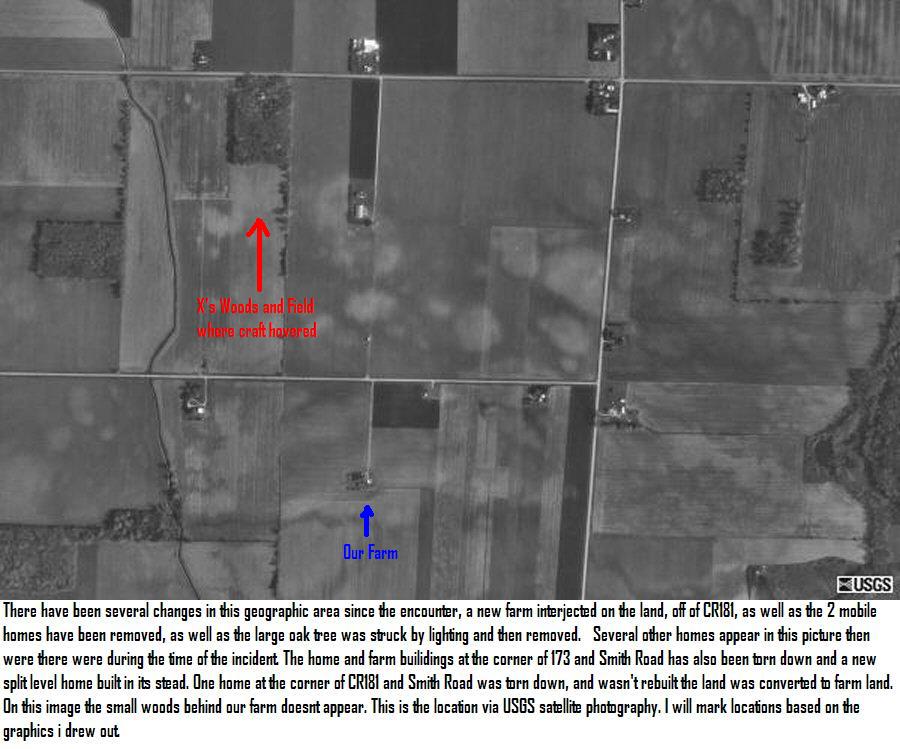 X's Woods and Field
where craft hovered
Our Farm
USGS
There have been several changes in this geographic area since the encounter, a new farm interjected on the land, off of CR181, as well as the 2 mobile
homes have been removed, as well as the large oak tree was struck by lighting and then removed. Several other homes appear in this picture then
were there were during the time of the incident. The home and farm builidings at the corner of 173 and Smith Road has also been torn down and a new
split level home built in its stead. One home at the corner of CR181 and Smith Road was torn down, and wasn't rebuilt the land was converted to farm land.
On this image the small woods behind our farm doesnt appear. This is the location via USGS satellite photography. I will mark locations based on the
graphics i drew out.